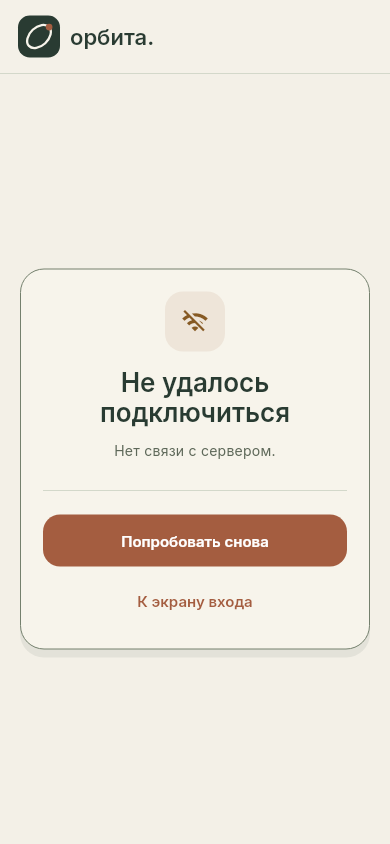 орбита.
Не удалось
подключиться
Нет связи с сервером.
Попробовать снова
К экрану входа